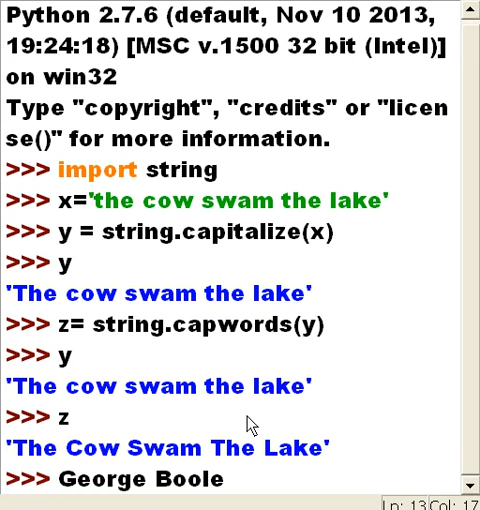 Python 2.7.6 (default, Nov 10 2013,
19:24:18) [MSC v.1500 32 bit (Intel)]
on win32
Type "copyright", "credits" or "licen
se()" for more information.
>>> import string
>>> x='the cow swam the lake'
>>> y = string.capitalize(x)
>>> y
'The cow swam the lake'
>>> z= string.capwords(y)
>>> y
'The cow swam the lake'
>>> z
'The Cow Swam The Lake'
>>> George Boole
Ln: 13 Col: 17